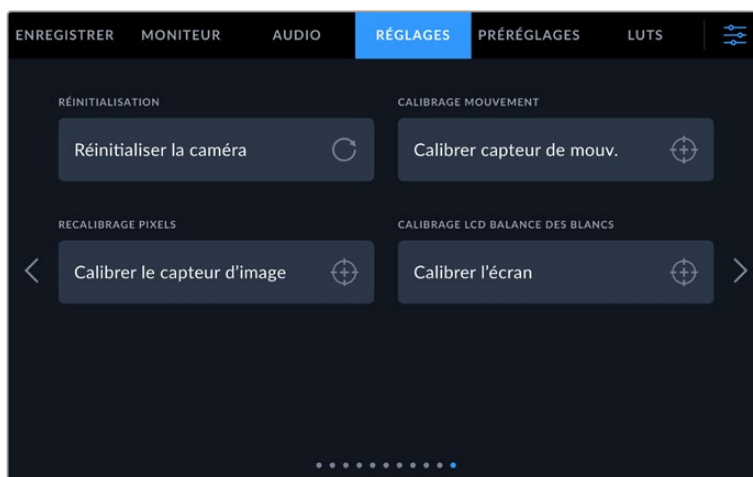 ENREGISTRER MONITEUR AUDIO RÉGLAGES PRÉRÉGLAGES LUTS
RÉINITIALISATION CALIBRAGE MOUVEMENT
Réinitialiser la caméra Calibrer capteur de mouv.
RECALIBRAGE PIXELS CALIBRAGE LCD BALANCE DES BLANCS
Calibrer le capteur d’image Calibrer l’écran